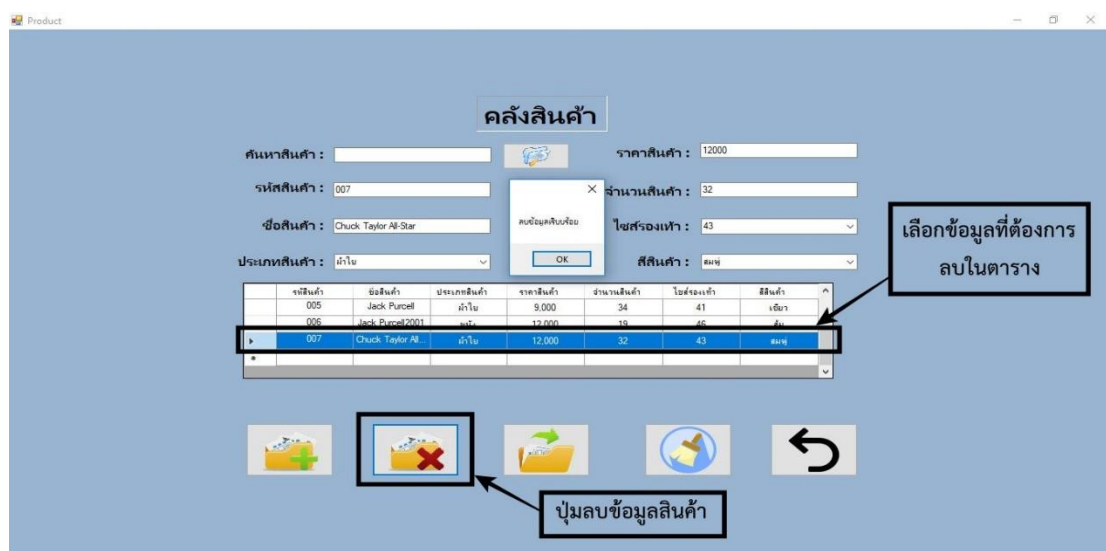 Product
คลังสินค้า
ค้นหาสินค้า : ราคาสินค้า : 12000
รหัสสินค้า : 007 จำนวนสินค้า : 32
ชื่อสินค้า : Chuck Taylor All-Star ไซส์รองเท้า : 43
ประเภทสินค้า : ผ้าใบ สีสินค้า : ชมพู่
ลบข้อมูลเรียบร้อย
OK
เลือกข้อมูลที่ต้องการ
ลบในตาราง
รหัสินค้า ชื่อสินค้า ประเภทสินค้า ราคาสินค้า จำนวนสินค้า ไซส์รองเท้า สีสินค้า
005 Jack Purcell ผ้าใบ 9,000 34 41 เขียว
006 Jack Purcell2001 หนัง 12,000 19 46 ส้ม
007 Chuck Taylor All... ผ้าใบ 12,000 32 43 ชมพู่
ปุ่มลบข้อมูลสินค้า